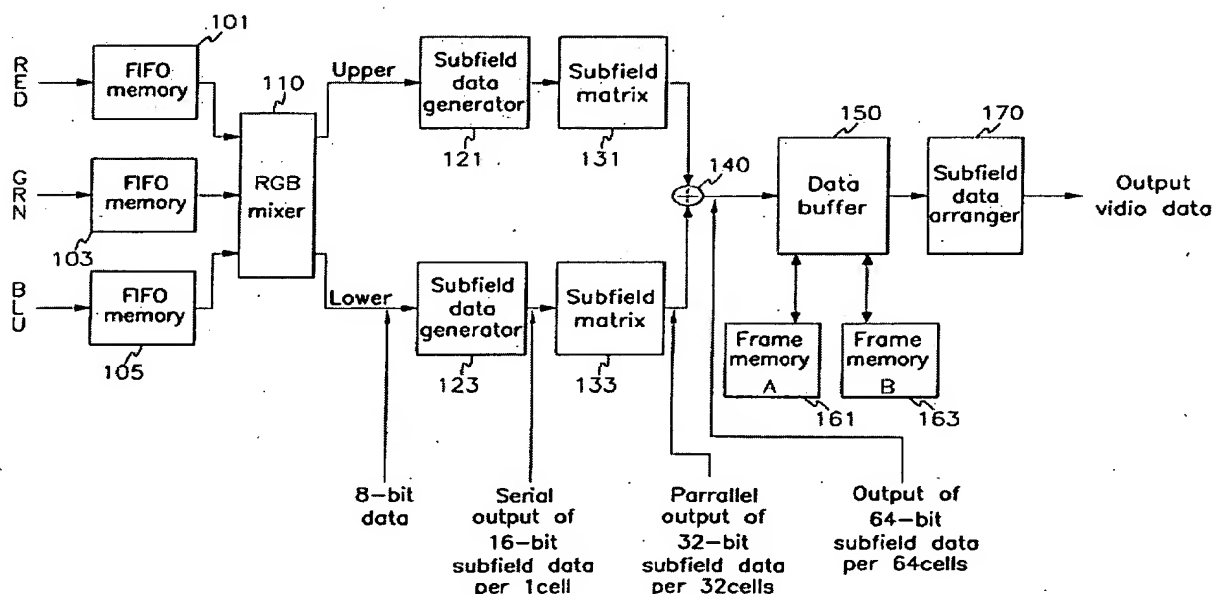 RED
FIFO
memory
101
GRN
FIFO
memory
103
BLU
FIFO
memory
105
110
RGB
mixer
Upper
Lower
Subfield
data
generator
121
Subfield
matrix
131
Subfield
data
generator
123
Subfield
matrix
133
140
150
Data
buffer
170
Subfield
data
arranger
Output
vidio data
Frame
memory
A
161
Frame
memory
B
163
8-bit
data
Serial
output of
16-bit
subfield data
per 1cell
Parrallel
output of
32-bit
subfield data
per 32cells
Output of
64-bit
subfield data
per 64cells